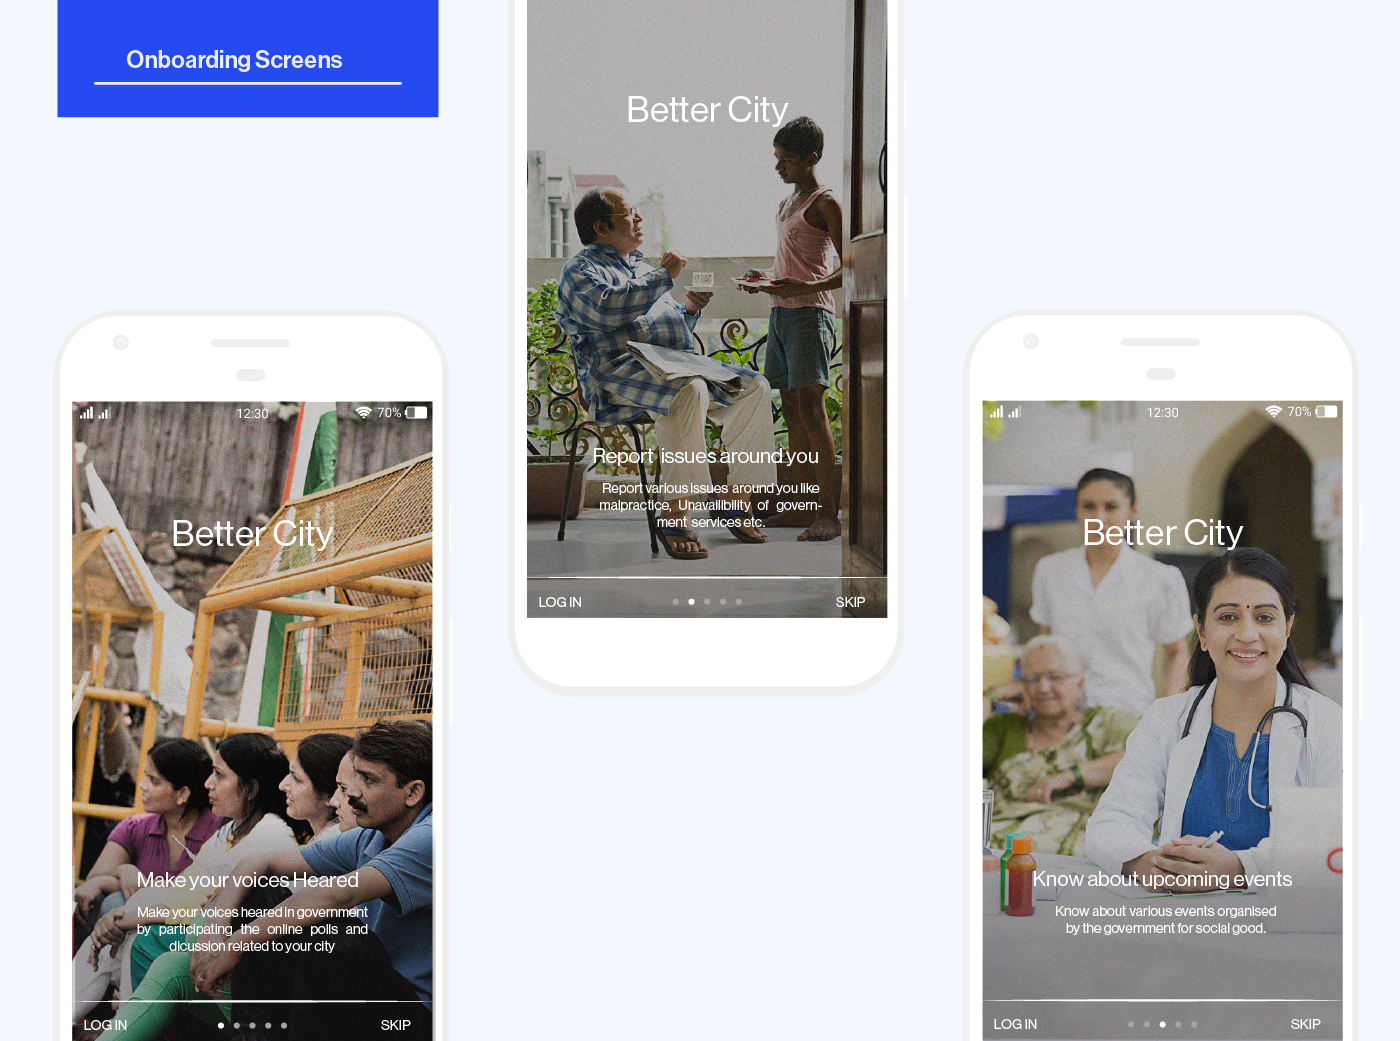 Onboarding Screens
Better City
Report issues around you
Report various issues around you like
malpractice, Unavailibility of govern-
ment services etc.
LOG IN
SKIP
12:30
70%
Better City
Make your voices Heared
Make your voices heared in government
by participating the online polls and
dicussion related to your city
LOG IN
SKIP
12:30
70%
Better City
Know about upcoming events
Know about various events organised
by the government for social good.
LOG IN
SKIP